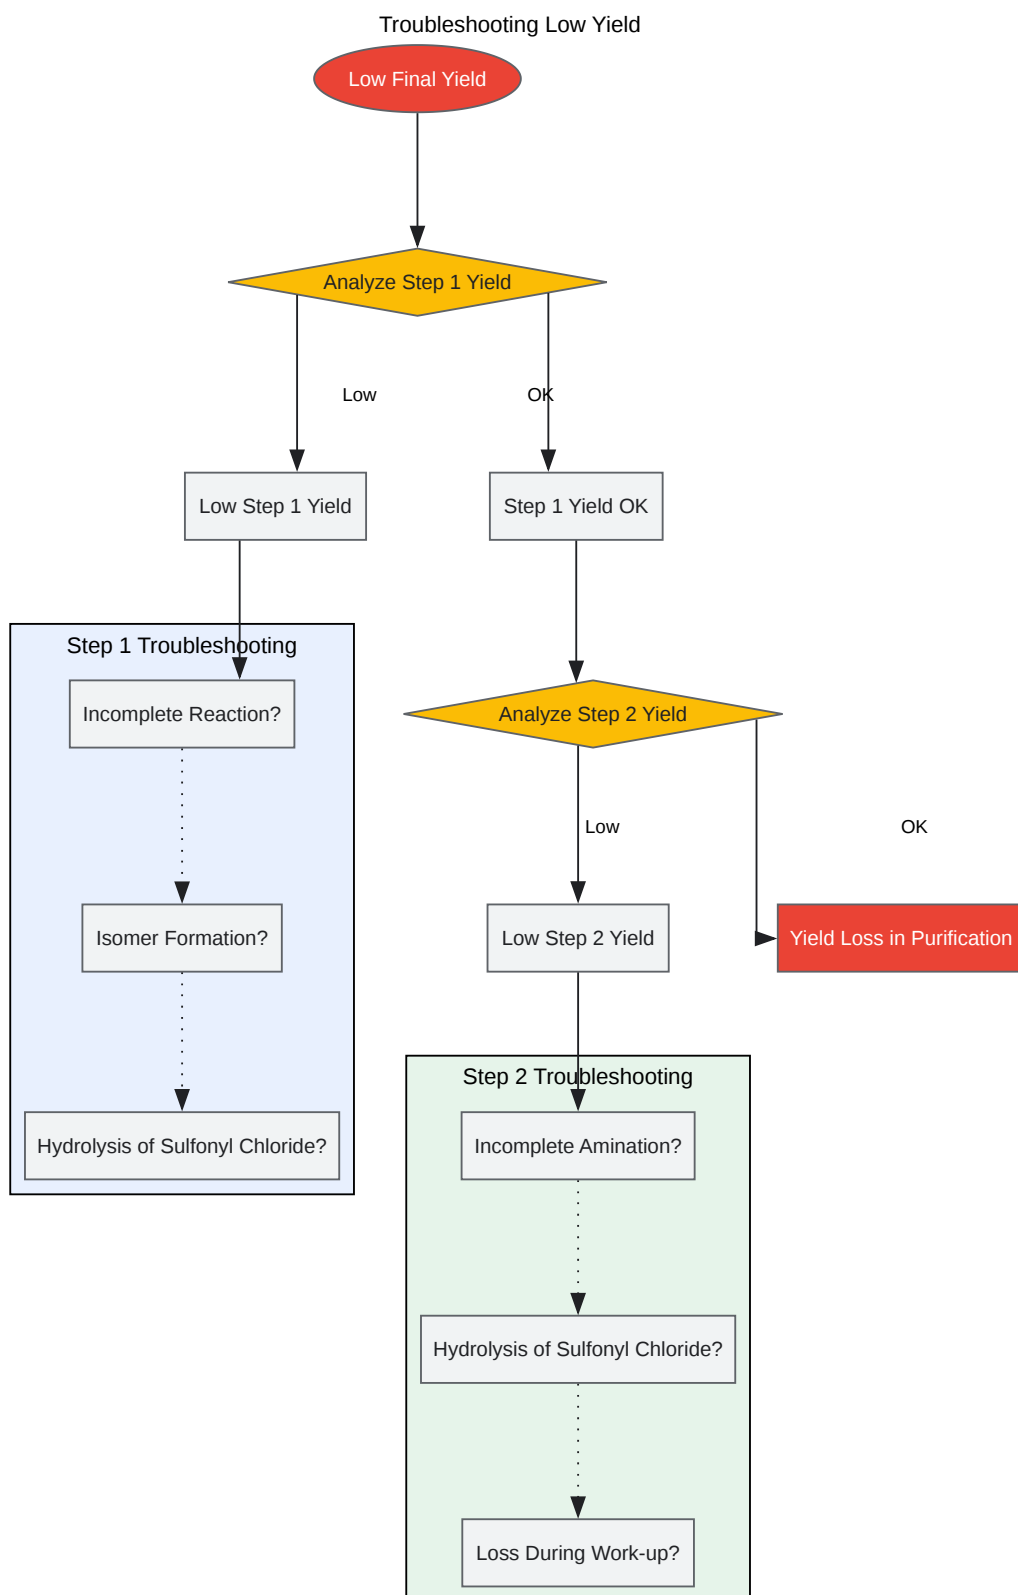 Troubleshooting Low Yield
Low Final Yield
Analyze Step 1 Yield
Low
OK
Low Step 1 Yield
Step 1 Yield OK
Step 1 Troubleshooting
Incomplete Reaction?
Analyze Step 2 Yield
Low
OK
Isomer Formation?
Low Step 2 Yield
Yield Loss in Purification
Step 2 Troubleshooting
Hydrolysis of Sulfonyl Chloride?
Incomplete Amination?
Hydrolysis of Sulfonyl Chloride?
Loss During Work-up?